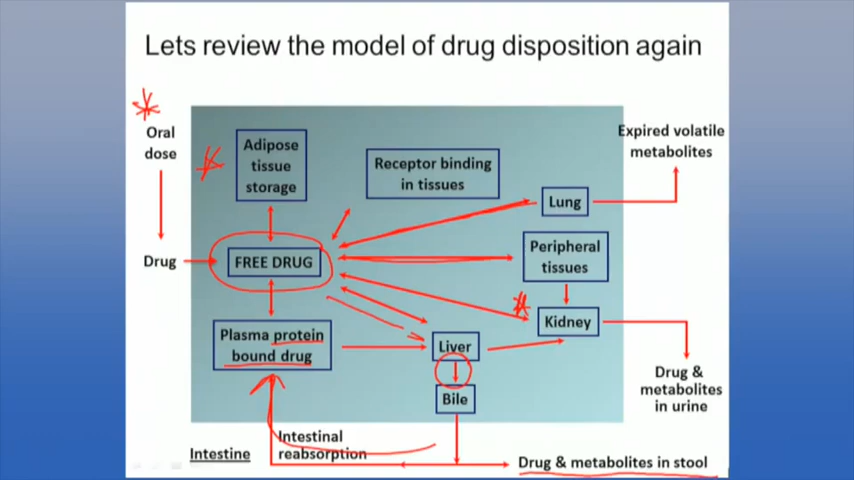 Lets review the model of drug disposition again
Oral
dose
Drug
Adipose
tissue
storage
Receptor binding
in tissues
Expired volatile
metabolites
Lung
FREE DRUG
Peripheral
tissues
Kidney
Plasma protein
bound drug
Liver
Bile
Drug &
metabolites
in urine
Intestine
Intestinal
reabsorption
Drug & metabolites in stool